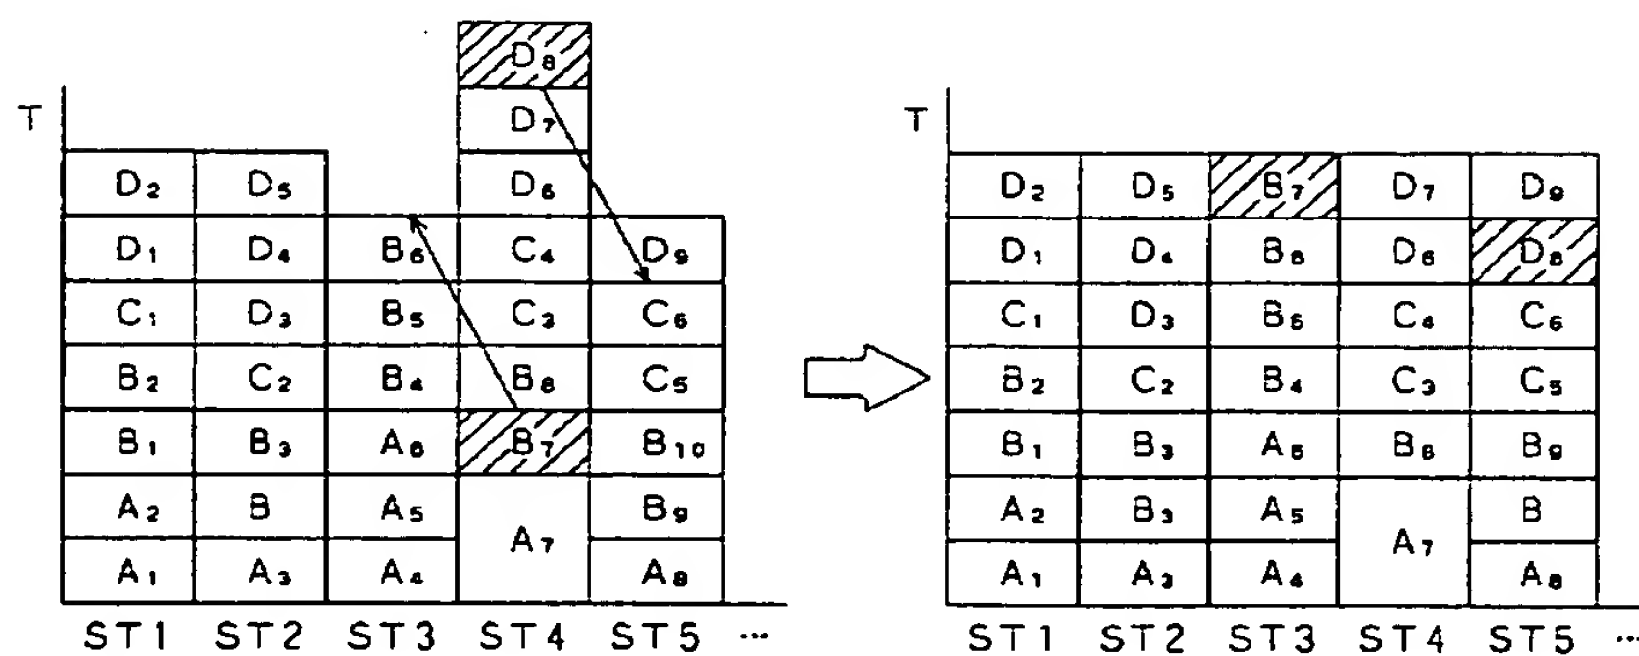 D₈
T D₇
D₂ D₅ D₆
D₁ D₄ B₆ C₄ D₉
C₁ D₃ B₅ C₃ C₆
B₂ C₂ B₄ B₈ C₅
B₁ B₃ A₆ B₇ B₁₀
A₂ B A₅ B₉
A₇
A₁ A₃ A₄ A₈
ST1 ST2 ST3 ST4 ST5 ...
T
D₂ D₅ B₇ D₇ D₉
D₁ D₄ B₆ D₆ D₈
C₁ D₃ B₅ C₄ C₆
B₂ C₂ B₄ C₃ C₅
B₁ B₃ A₆ B₈ B₉
A₂ B₃ A₅ B
A₇
A₁ A₃ A₄ A₈
ST1 ST2 ST3 ST4 ST5 ...